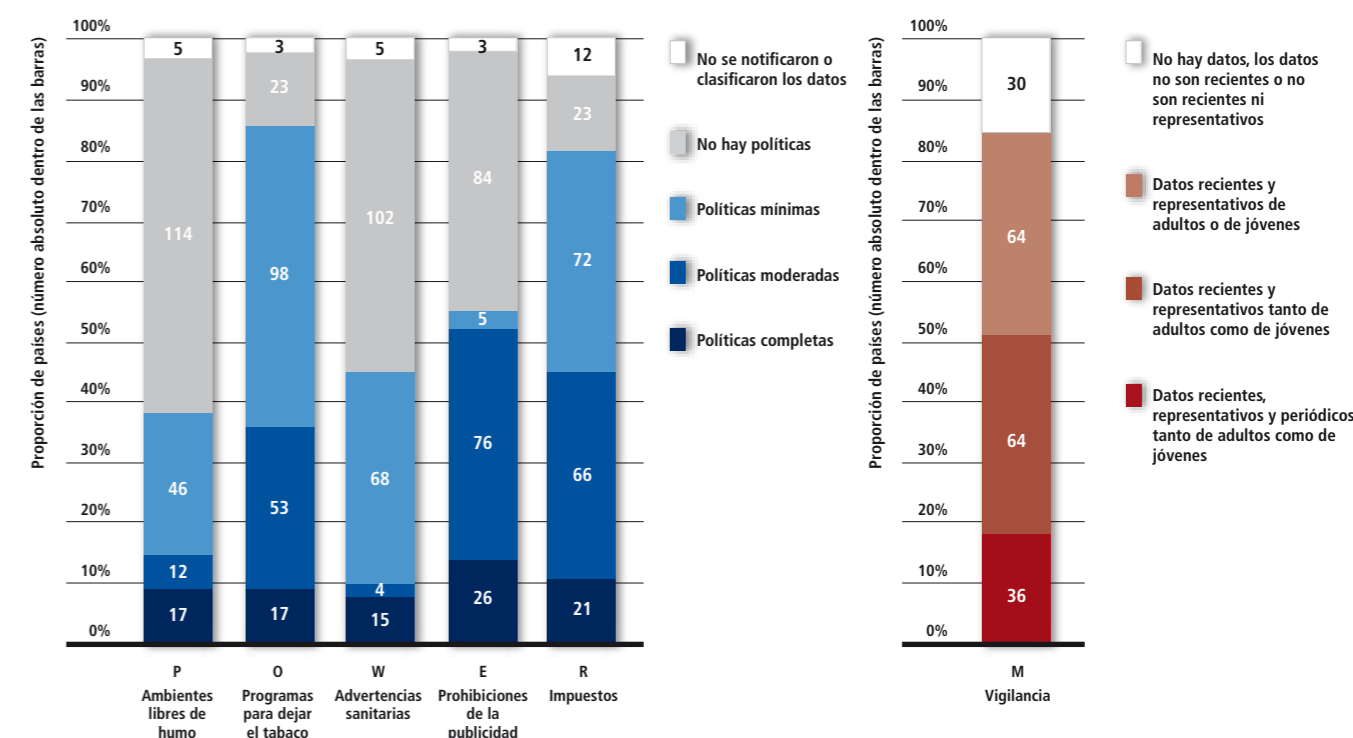 Proporción de países (número absoluto dentro de las barras)
100%
90%
80%
70%
60%
50%
40%
30%
20%
10%
0%
5
114
46
12
17
3
23
98
53
17
5
102
68
4
15
3
84
5
76
26
12
23
72
66
21
P
Ambientes
libres de
humo
O
Programas
para dejar
el tabaco
W
Advertencias
sanitarias
E
Prohibiciones
de la
publicidad
R
Impuestos
No se notificaron o
clasificaron los datos
No hay políticas
Políticas mínimas
Políticas moderadas
Políticas completas
Proporción de países (número absoluto dentro de las barras)
100%
90%
80%
70%
60%
50%
40%
30%
20%
10%
0%
30
64
64
36
M
Vigilancia
No hay datos, los datos
no son recientes o no
son recientes ni
representativos
Datos recientes y
representativos de
adultos o de jóvenes
Datos recientes y
representativos tanto de
adultos como de jóvenes
Datos recientes,
representativos y periódicos
tanto de adultos como de
jóvenes